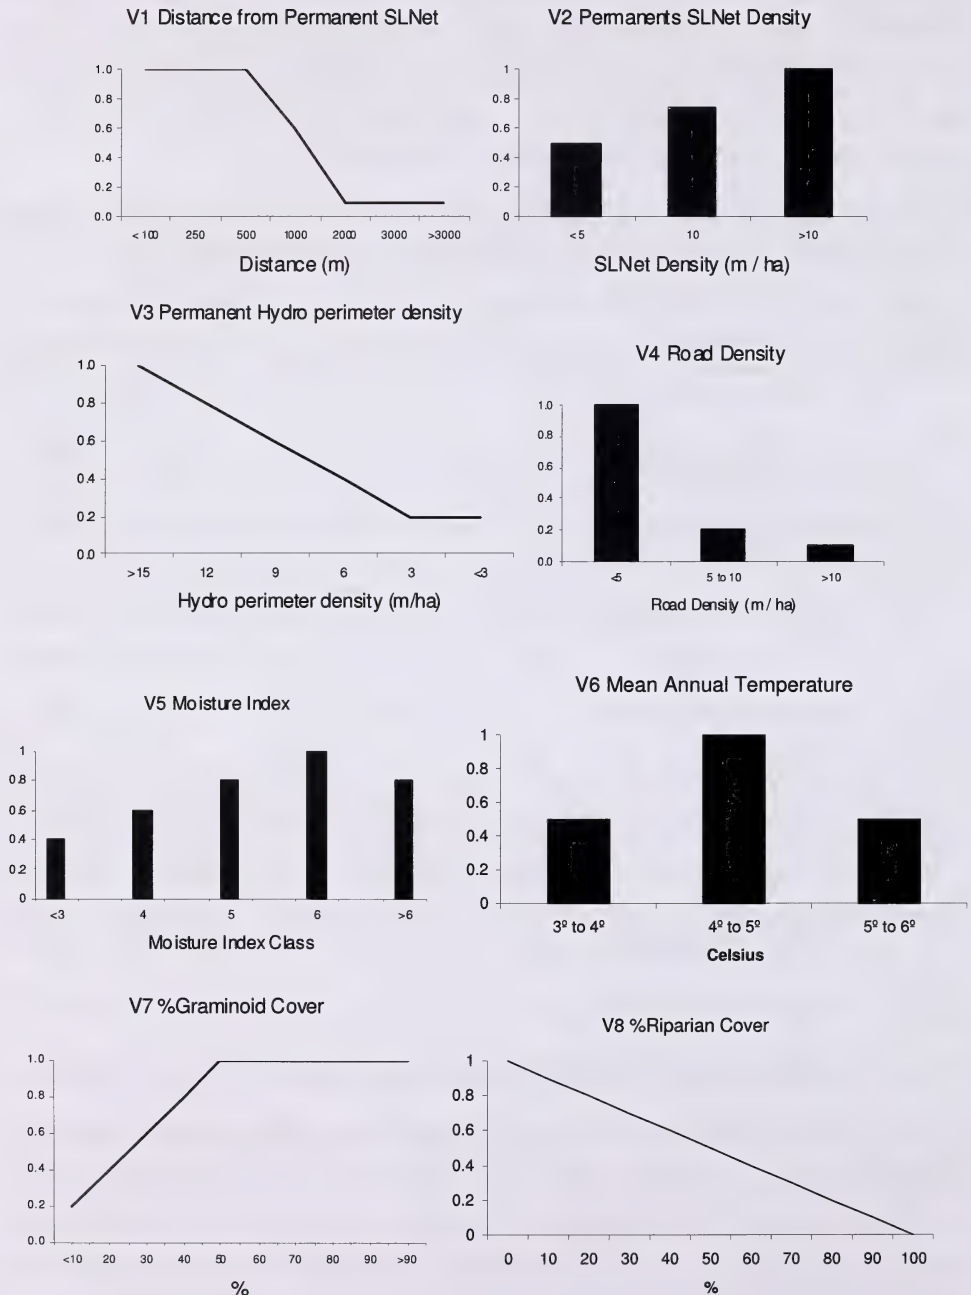 V1 Distance from Permanent SLNet
1.0
0.8
0.6
0.4
0.2
0.0
<100 250 500 1000 2000 3000 >3000
Distance (m)
V2 Permanents SLNet Density
1
0.8
0.6
0.4
0.2
0
<5 10 >10
SLNet Density (m / ha)
V3 Permanent Hydro perimeter density
1.0
0.8
0.6
0.4
0.2
0.0
>15 12 9 6 3 <3
Hydro perimeter density (m/ha)
V4 Road Density
1.0
0.8
0.6
0.4
0.2
0.0
<5 5 to 10 >10
Road Density (m / ha)
V5 Moisture Index
1
0.8
0.6
0.4
0.2
0
<3 4 5 6 >6
Moisture Index Class
V6 Mean Annual Temperature
1
0.8
0.6
0.4
0.2
0
3º to 4º 4º to 5º 5º to 6º
Celsius
V7 %Graminoid Cover
1.0
0.8
0.6
0.4
0.2
0.0
<10 20 30 40 50 60 70 80 90 >90
%
V8 %Riparian Cover
1
0.8
0.6
0.4
0.2
0
0 10 20 30 40 50 60 70 80 90 100
%